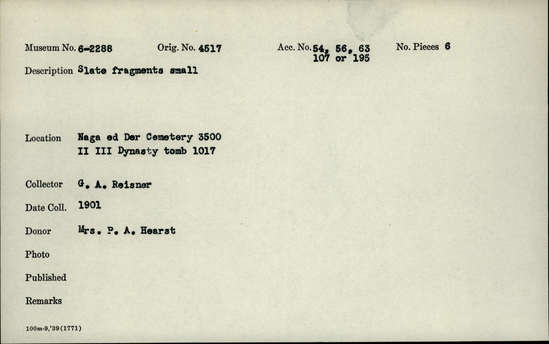 Museum No. 6-2288 Orig. No. 4517 Acc. No. 54, 56, 63 No. Pieces 6
107 or 195
Description Slate fragments small
Location Naga ed Der Cemetery 3500
II III Dynasty tomb 1017
Collector G. A. Reisner
Date Coll. 1901
Donor Mrs. P. A. Hearst
Photo
Published
Remarks
100m-9,'39(1771)